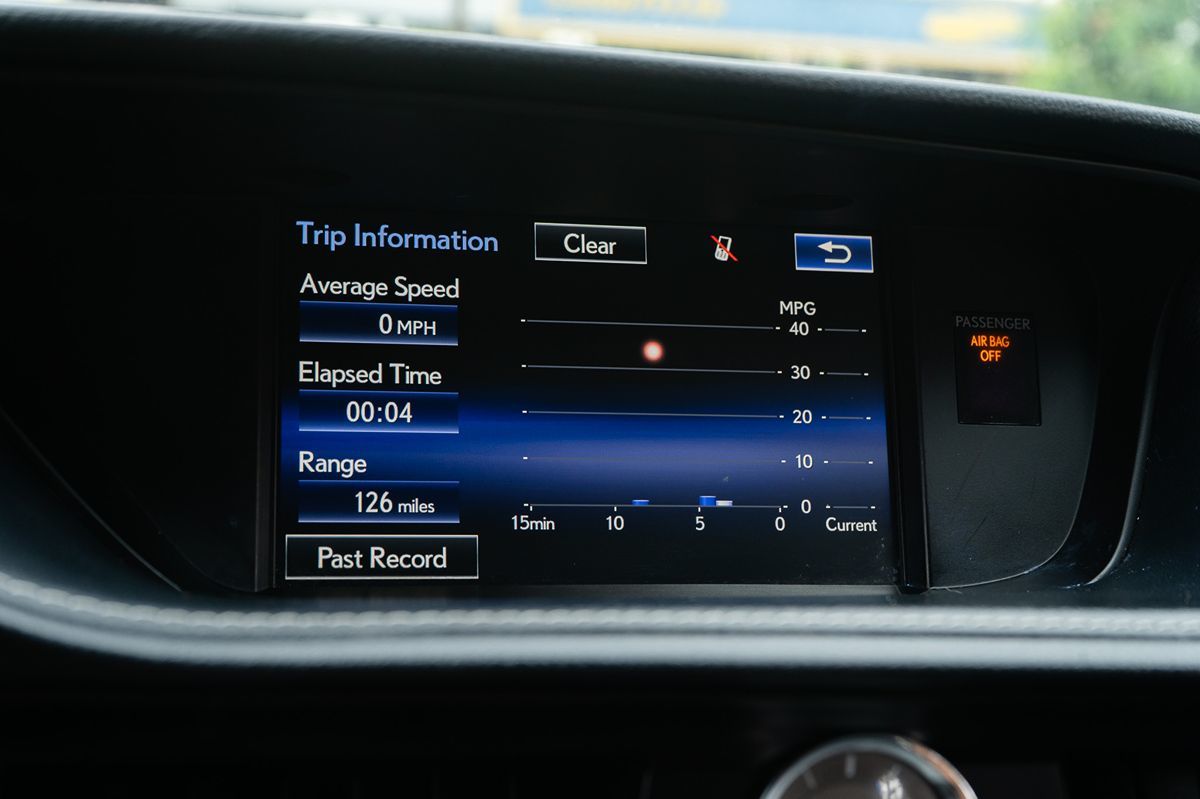 Trip Information
Clear
Average Speed
0 MPH
Elapsed Time
00:04
Range
126 miles
Past Record
MPG
40
30
20
10
0
15min 10 5 0 Current
PASSENGER
AIR BAG
OFF